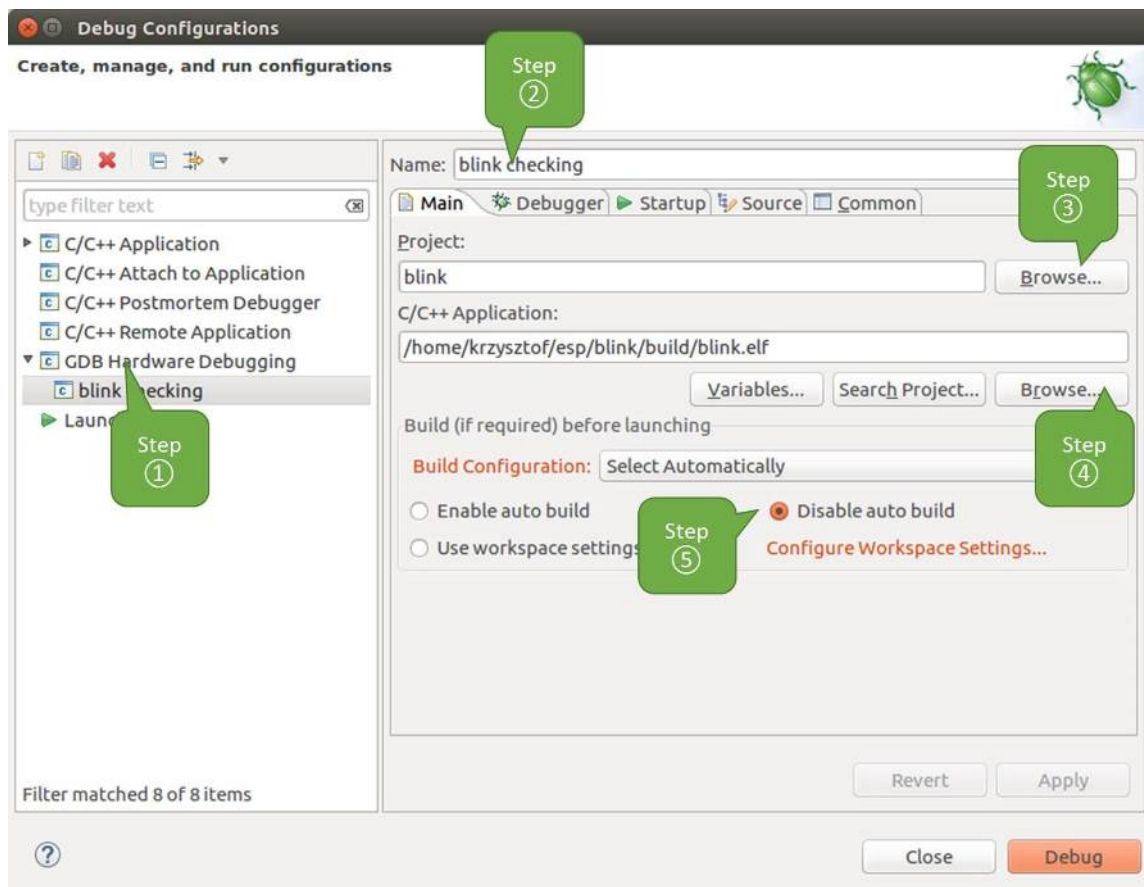 Debug Configurations
Create, manage, and run configurations
Step
②
Name: blink checking
type filter text
Main Debugger Startup Source Common
Step
③
C/C++ Application
C/C++ Attach to Application
C/C++ Postmortem Debugger
C/C++ Remote Application
GDB Hardware Debugging
blink checking
Step
①
Project:
blink
Browse...
C/C++ Application:
/home/krzysztof/esp/blink/build/blink.elf
Variables... Search Project... Browse...
Step
④
Build (if required) before launching
Build Configuration: Select Automatically
Enable auto build Disable auto build
Step
⑤
Use workspace settings Configure Workspace Settings...
Filter matched 8 of 8 items
Revert Apply
Close Debug